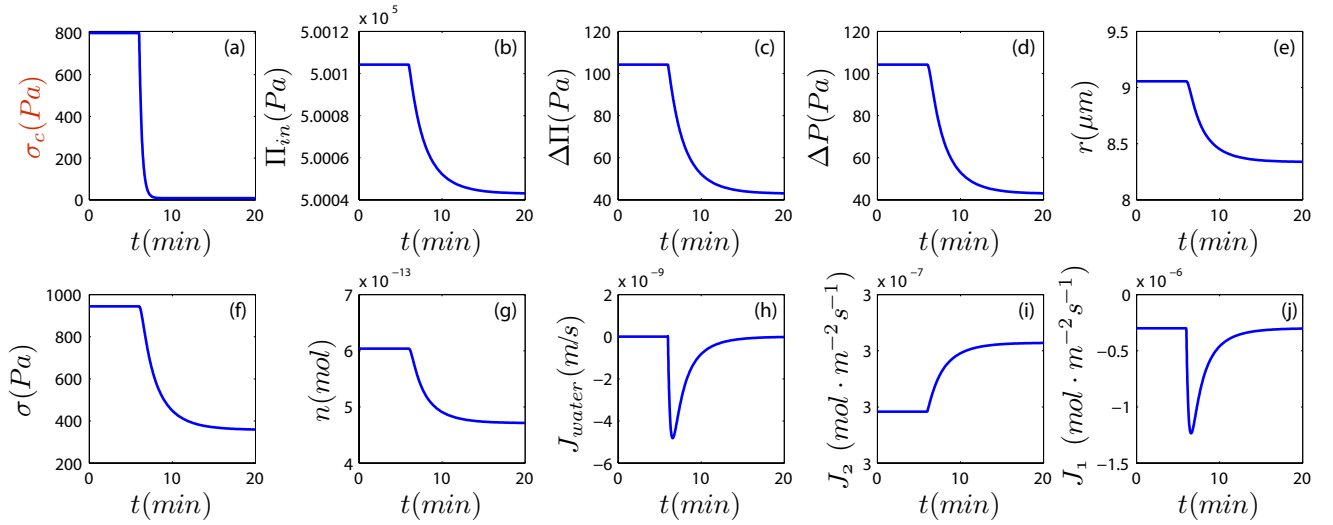 (a)
σ_c(Pa)
800
600
400
200
0
0 10 20
t(min)
x 10^5
(b)
Π_in(Pa)
5.0012
5.001
5.0008
5.0006
5.0004
0 10 20
t(min)
(c)
ΔΠ(Pa)
120
100
80
60
40
0 10 20
t(min)
(d)
ΔP(Pa)
120
100
80
60
40
0 10 20
t(min)
(e)
r(μm)
9.5
9
8.5
8
0 10 20
t(min)
(f)
σ(Pa)
1000
800
600
400
200
0 10 20
t(min)
x 10^-13
(g)
n(mol)
7
6
5
4
0 10 20
t(min)
x 10^-9
(h)
J_water(m/s)
2
0
−2
−4
−6
0 10 20
t(min)
x 10^-7
(i)
J_2 (mol · m^−2 s^−1)
3
3
3
3
0 10 20
t(min)
x 10^-6
(j)
J_1 (mol · m^−2 s^−1)
0
−0.5
−1
−1.5
0 10 20
t(min)